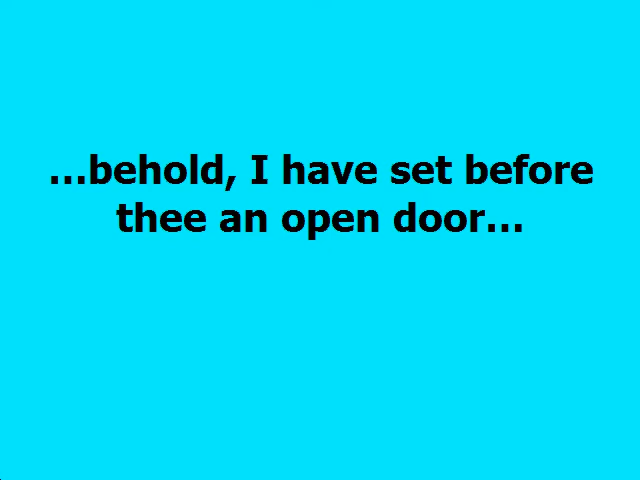 ...behold, I have set before
thee an open door...